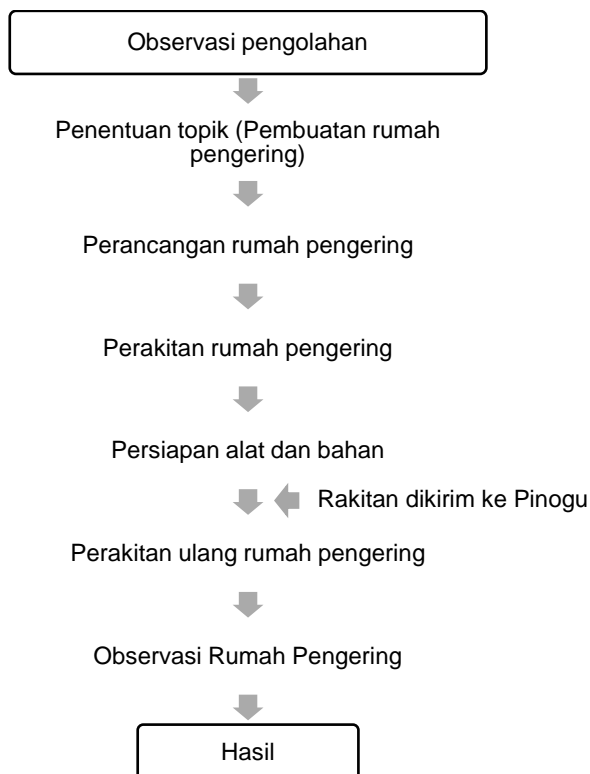 Observasi pengolahan
Penentuan topik (Pembuatan rumah
pengering)
Perancangan rumah pengering
Perakitan rumah pengering
Persiapan alat dan bahan
Rakitan dikirim ke Pinogu
Perakitan ulang rumah pengering
Observasi Rumah Pengering
Hasil